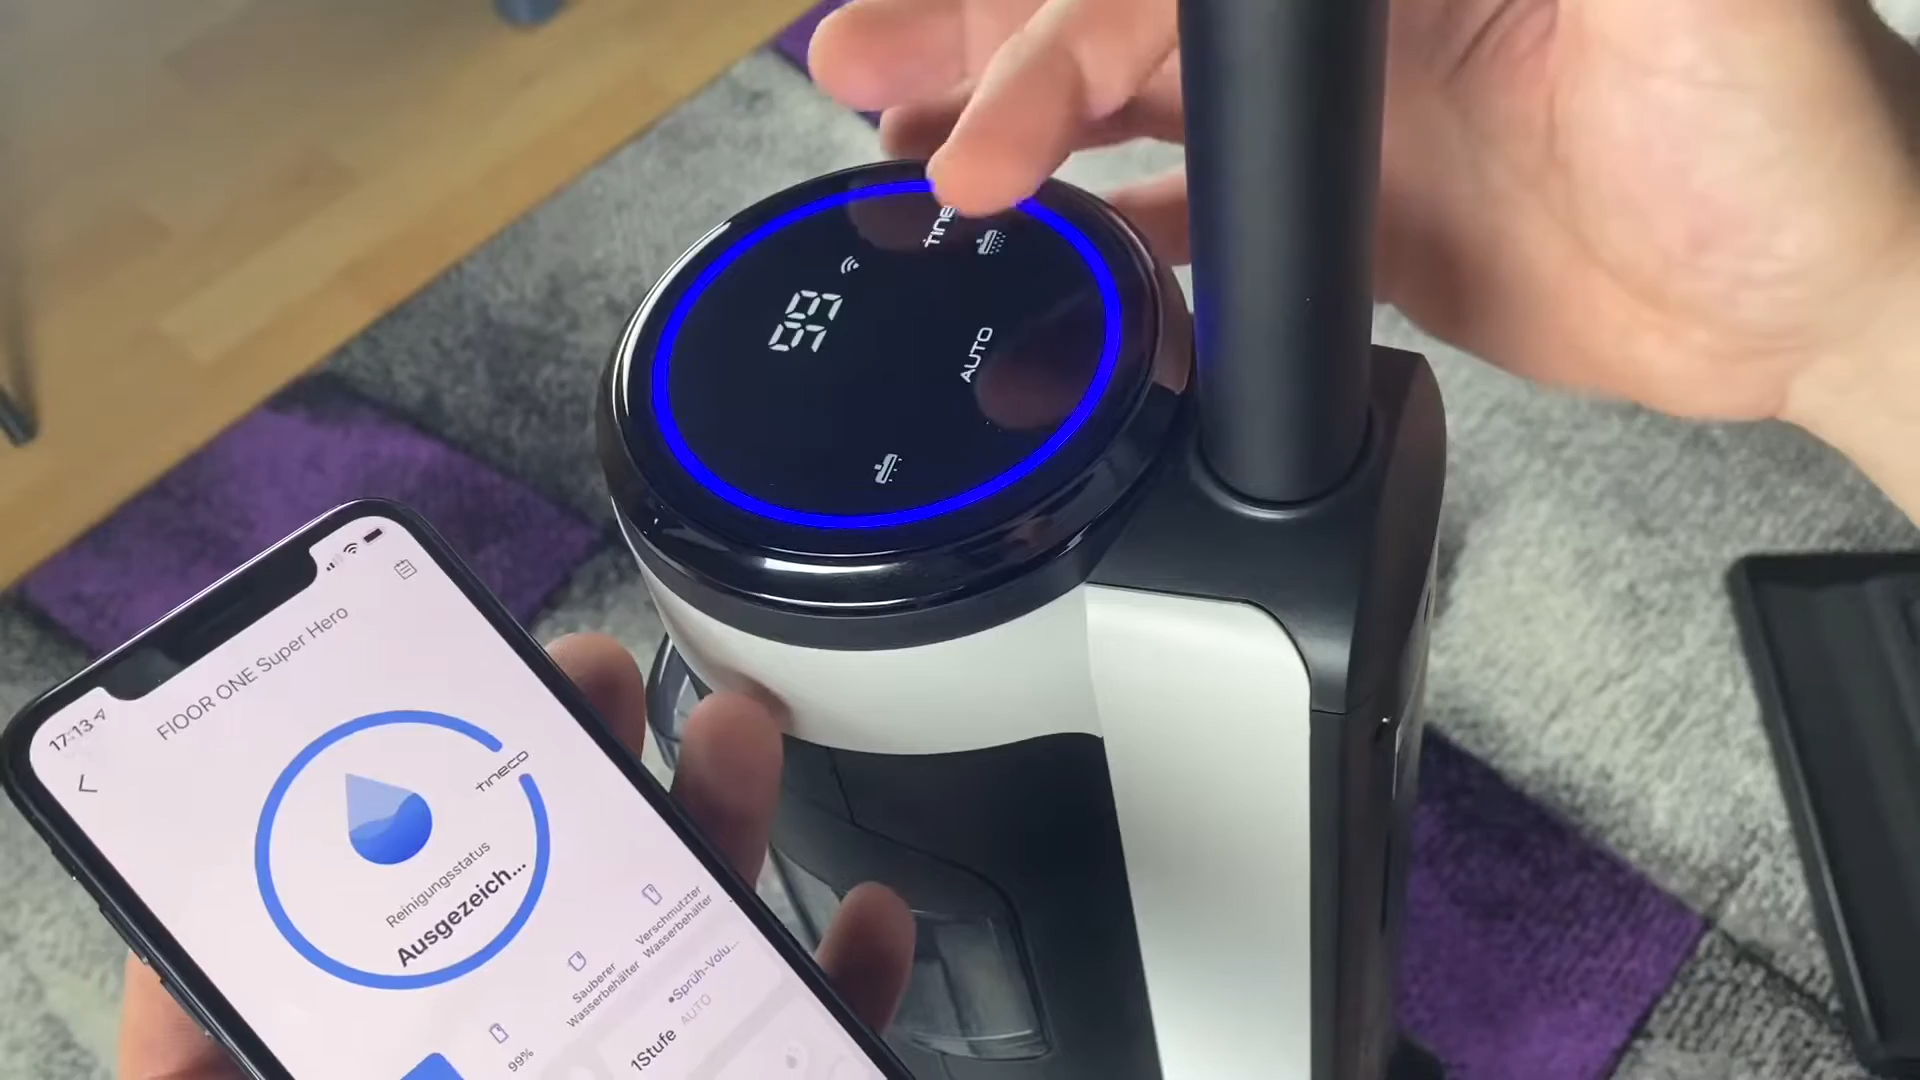 TINECO
99
AUTO
17:13
FlOOR ONE Super Hero
TINECO
Reinigungsstatus
Ausgezeich...
99%
Sauberer
Wasserbehälter
Verschmutzter
Wasserbehälter
•Sprüh-Volu...
1Stufe AUTO